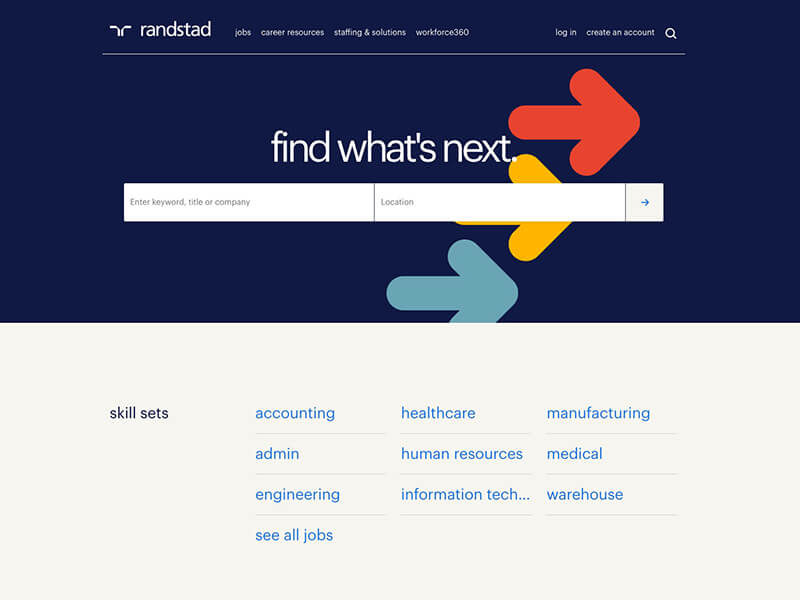 randstad jobs career resources staffing & solutions workforce360 log in create an account
find what's next.
Enter keyword, title or company Location
skill sets accounting healthcare manufacturing
admin human resources medical
engineering information tech... warehouse
see all jobs